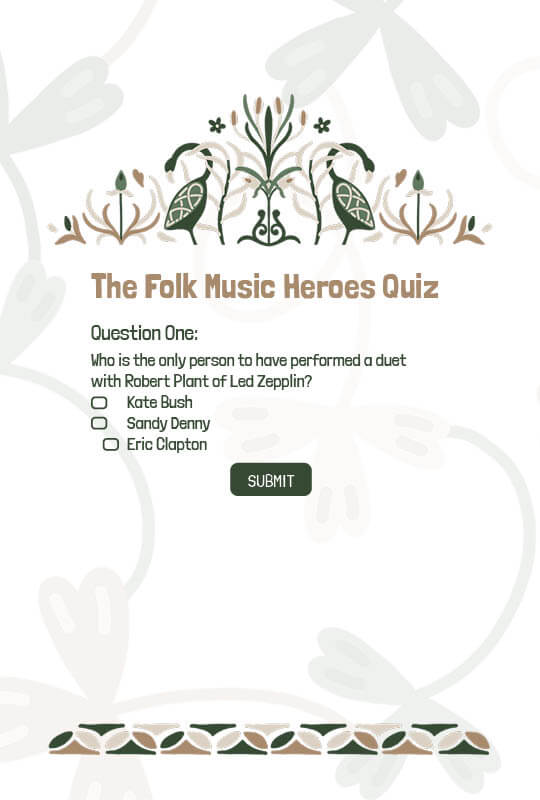 The Folk Music Heroes Quiz
Question One:
Who is the only person to have performed a duet
with Robert Plant of Led Zepplin?
Kate Bush
Sandy Denny
Eric Clapton
SUBMIT